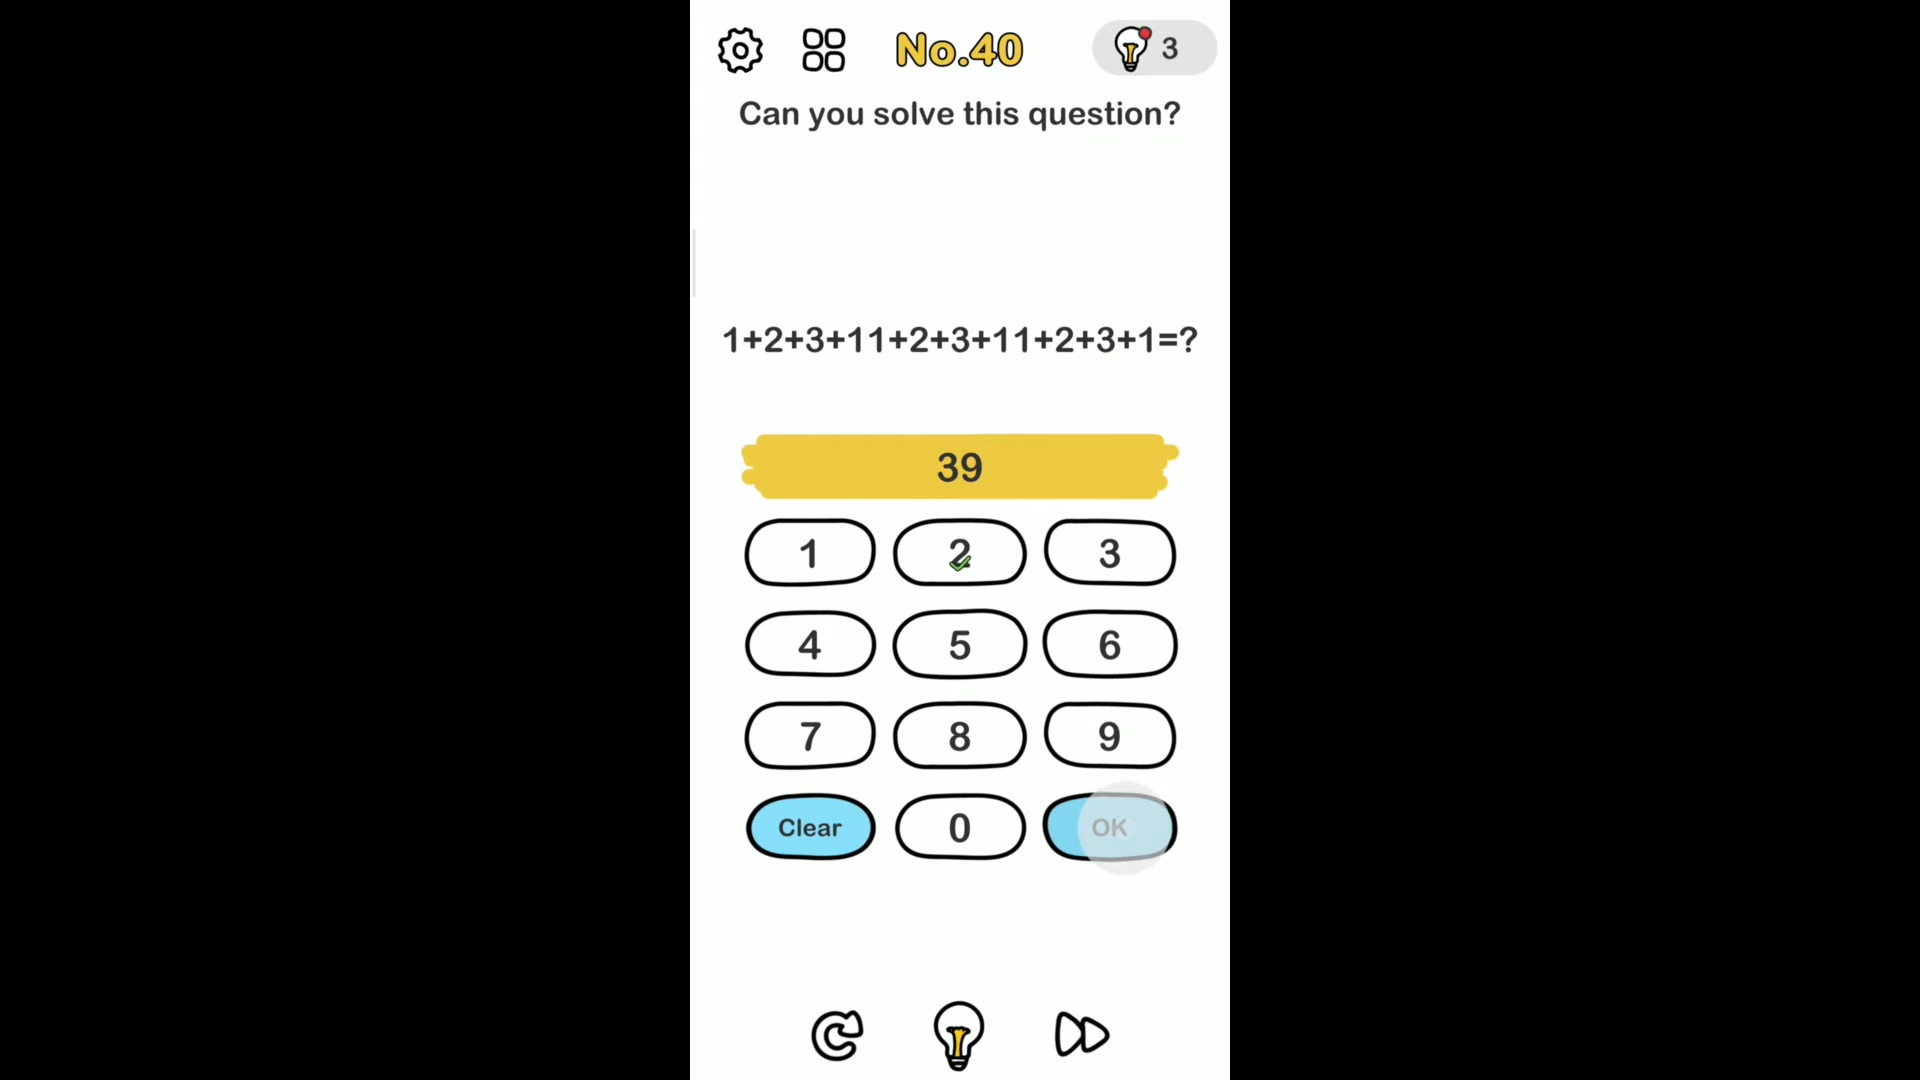 No.40
3
Can you solve this question?
1+2+3+11+2+3+11+2+3+1=?
39
1 2 3
4 5 6
7 8 9
Clear 0 OK